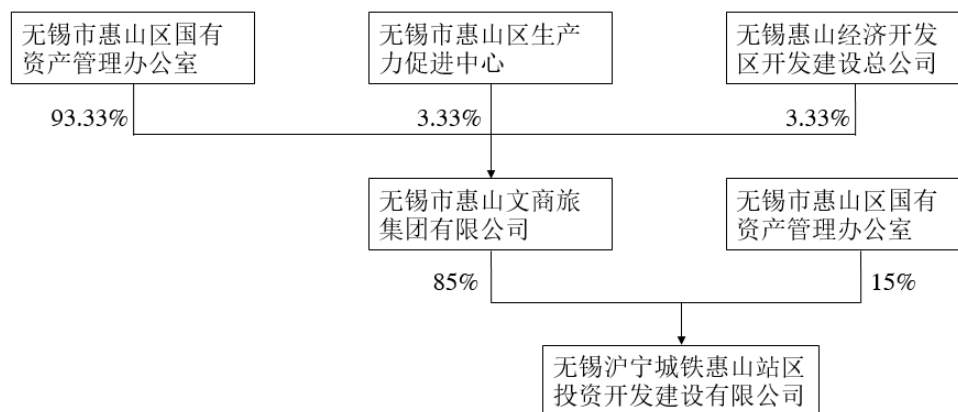 无锡市惠山区国有
资产管理办公室
无锡市惠山区生产
力促进中心
无锡惠山经济开发
区开发建设总公司
93.33%
3.33%
3.33%
无锡市惠山文商旅
集团有限公司
无锡市惠山区国有
资产管理办公室
85%
15%
无锡沪宁城铁惠山站区
投资开发建设有限公司